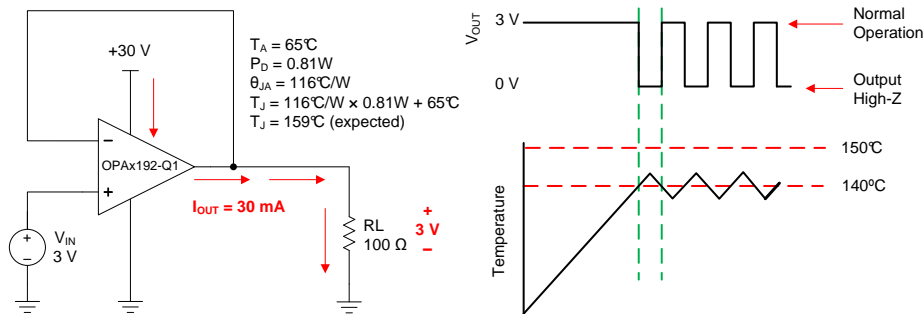 +30 V
T_A = 65°C
P_D = 0.81W
θ_JA = 116°C/W
T_J = 116°C/W × 0.81W + 65°C
T_J = 159°C (expected)
OPAx192-Q1
I_OUT = 30 mA
V_IN
3 V
RL
100 Ω
+
3 V
−
V_OUT
3 V
0 V
Normal
Operation
Output
High-Z
Temperature
150°C
140ºC